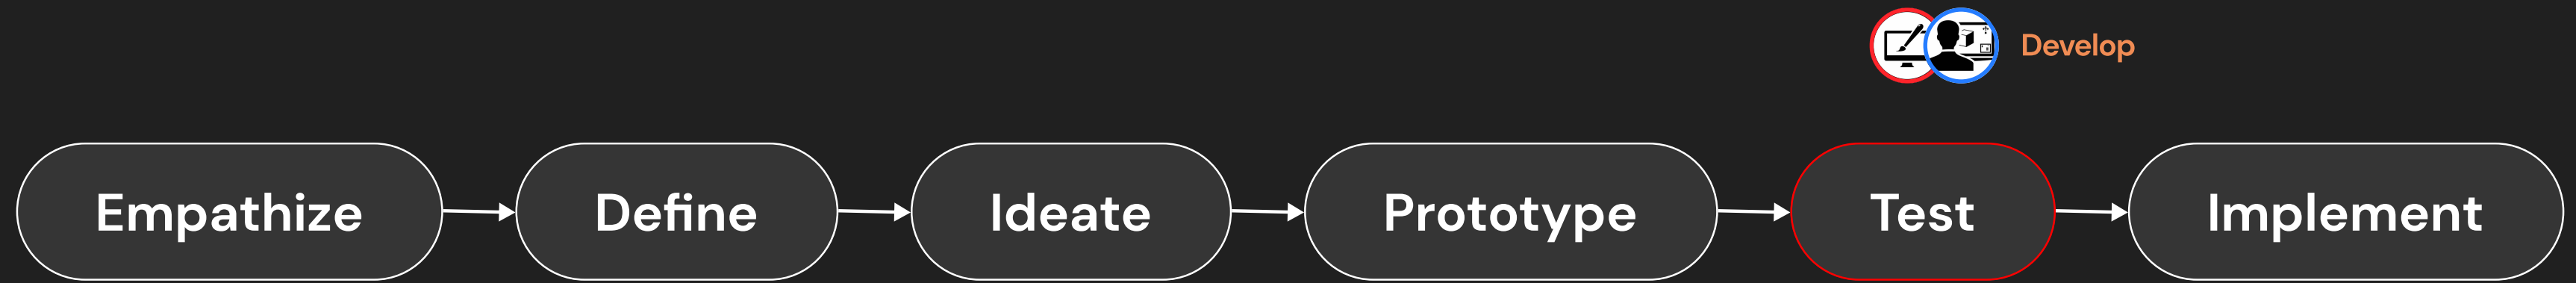 Develop
Empathize
Define
Ideate
Prototype
Test
Implement